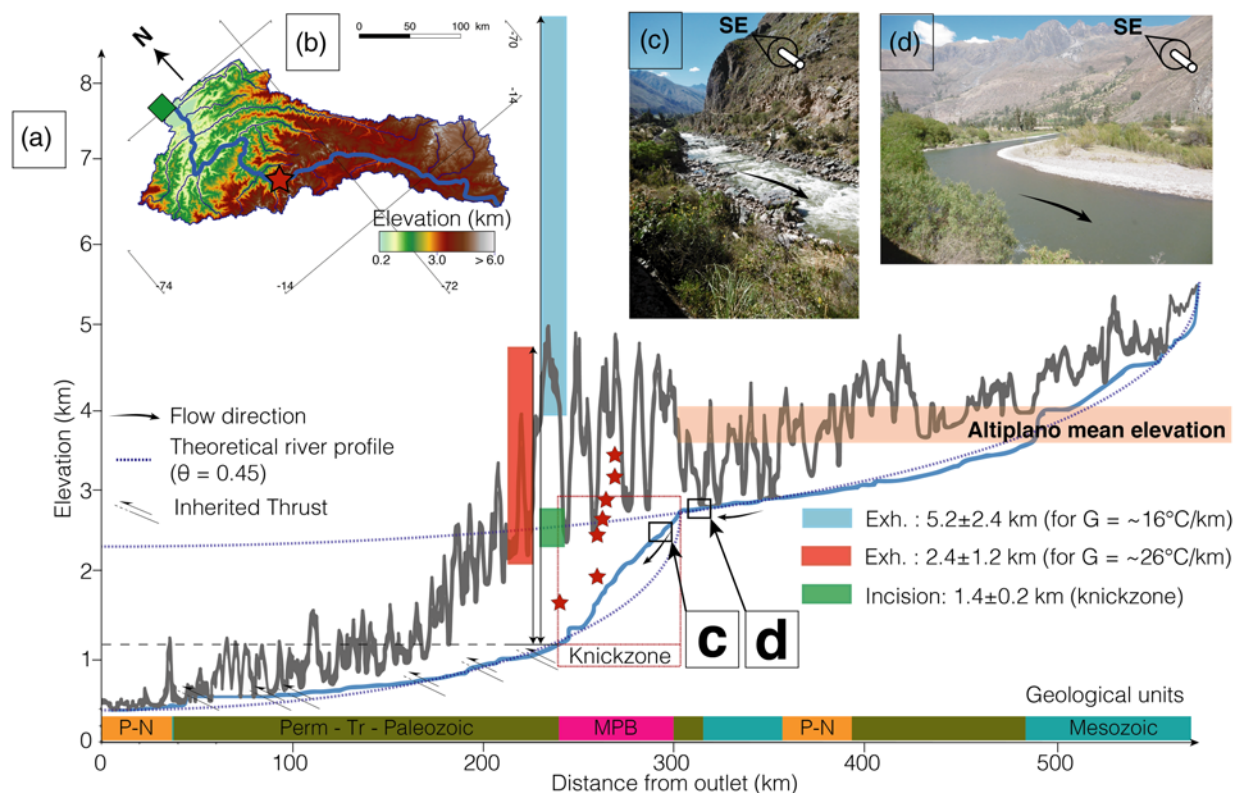 (a)
(b)
N
0 50 100 km
-70
-14
Elevation (km)
0.2 3.0 > 6.0
-74
-14
-72
(c)
SE
(d)
SE
8
7
6
5
4
3
2
1
0
Elevation
(km)
Flow direction
Theoretical river profile
(θ = 0.45)
Inherited Thrust
Altiplano mean elevation
Exh. : 5.2±2.4 km (for G = ~16°C/km)
Exh. : 2.4±1.2 km (for G = ~26°C/km)
Incision: 1.4±0.2 km (knickzone)
c
d
Knickzone
Geological units
P-N
Perm - Tr - Paleozoic
MPB
P-N
Mesozoic
0 100 200 300 400 500
Distance from outlet (km)